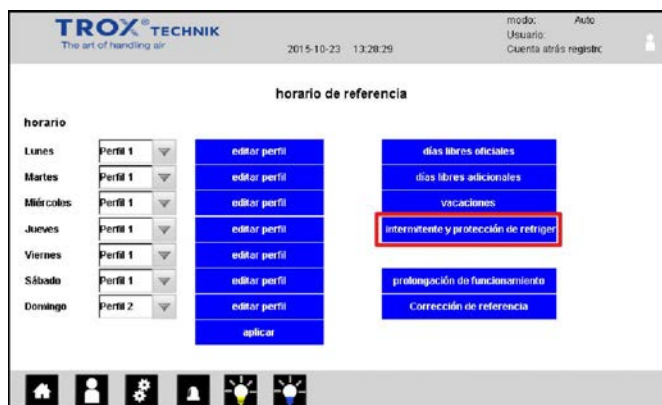 TROX® TECHNIK
The art of handling air
2015-10-23 13:28:29
modo: Auto
Usuario:
Cuenta atrás registrc
horario de referencia
horario
Lunes Perfil 1 editar perfil días libres oficiales
Martes Perfil 1 editar perfil días libres adicionales
Miércoles Perfil 1 editar perfil vacaciones
Jueves Perfil 1 editar perfil intermitente y protección de refriger
Viernes Perfil 1 editar perfil
Sábado Perfil 1 editar perfil prolongación de funcionamiento
Domingo Perfil 2 editar perfil Corrección de referencia
aplicar